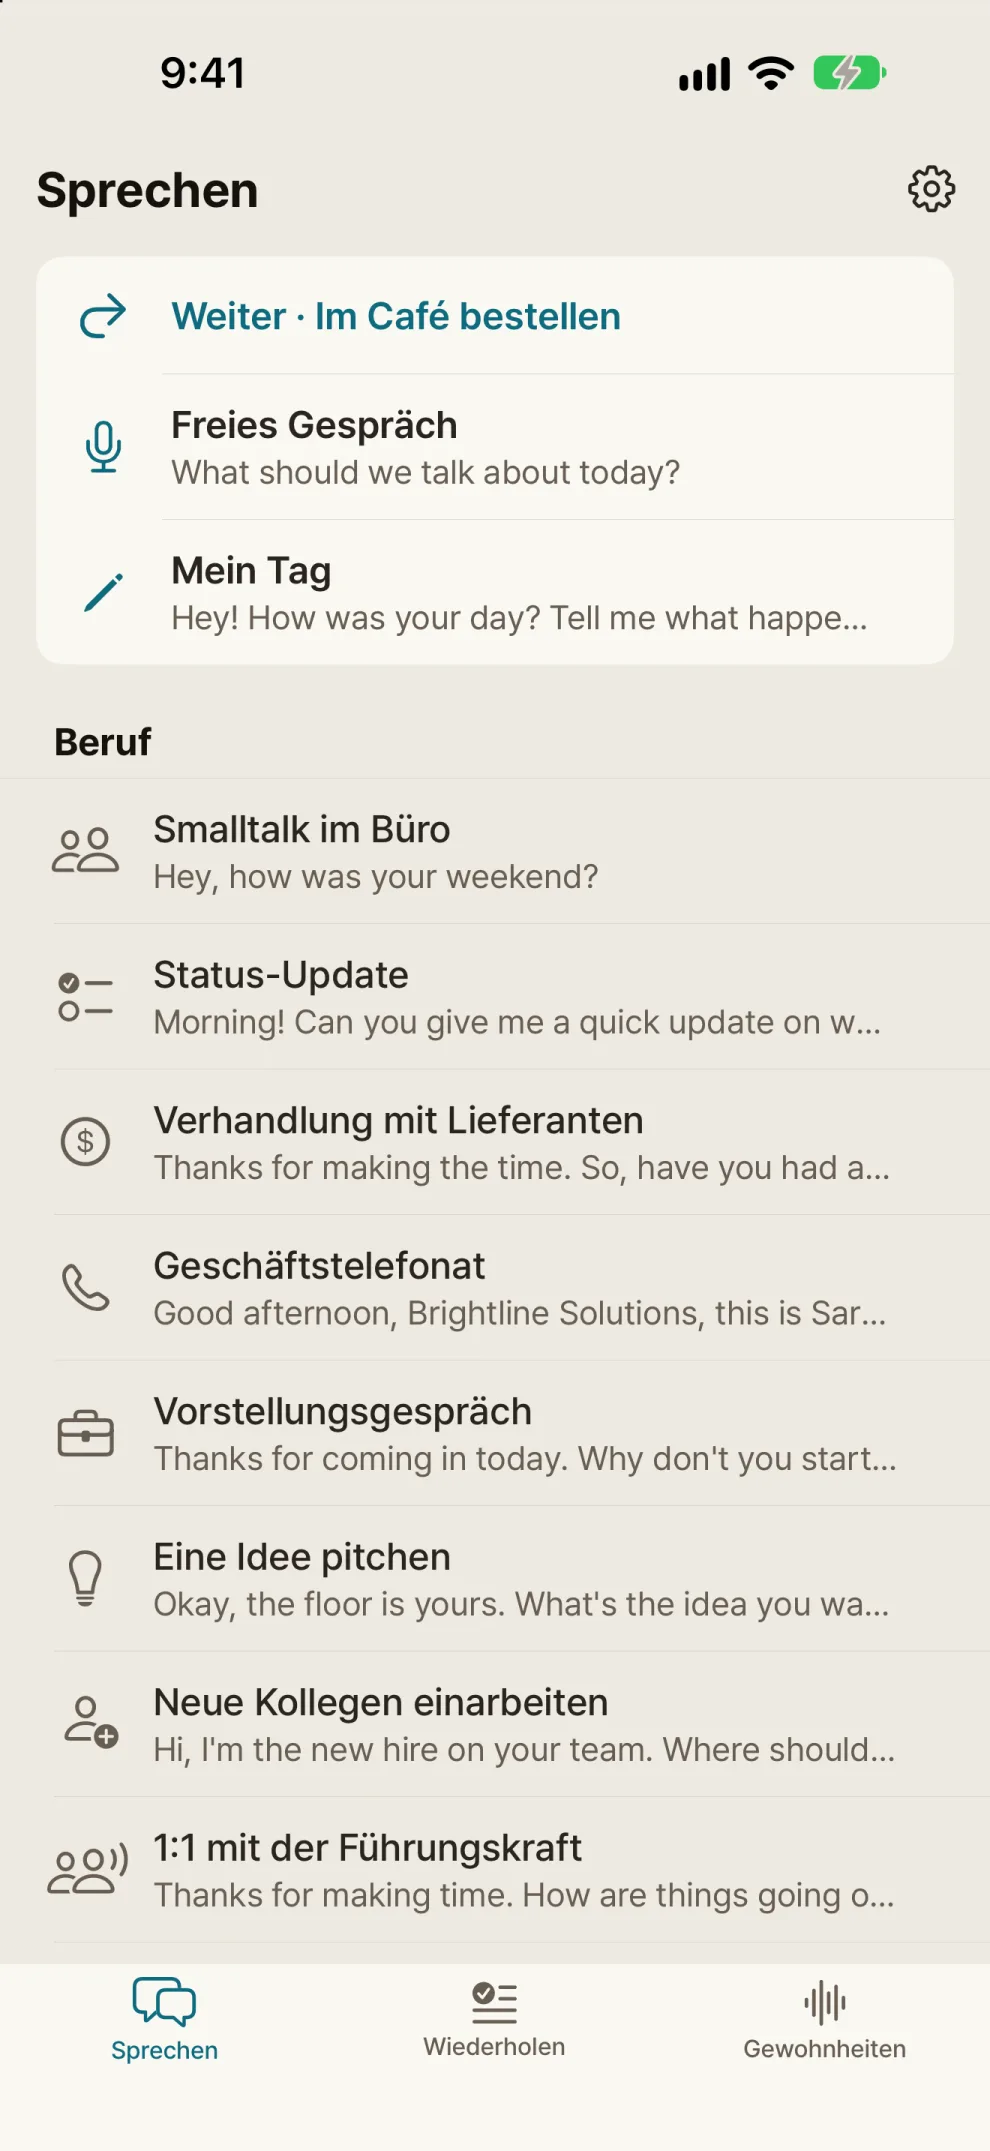 9:41
Sprechen
Weiter · Im Café bestellen
Freies Gespräch
What should we talk about today?
Mein Tag
Hey! How was your day? Tell me what happe...
Beruf
Smalltalk im Büro
Hey, how was your weekend?
Status-Update
Morning! Can you give me a quick update on w...
Verhandlung mit Lieferanten
$
Thanks for making the time. So, have you had a...
Geschäftstelefonat
Good afternoon, Brightline Solutions, this is Sar...
Vorstellungsgespräch
Thanks for coming in today. Why don't you start...
Eine Idee pitchen
Okay, the floor is yours. What's the idea you wa...
Neue Kollegen einarbeiten
Hi, I'm the new hire on your team. Where should...
1:1 mit der Führungskraft
Thanks for making time. How are things going o...
Sprechen
Wiederholen
Gewohnheiten